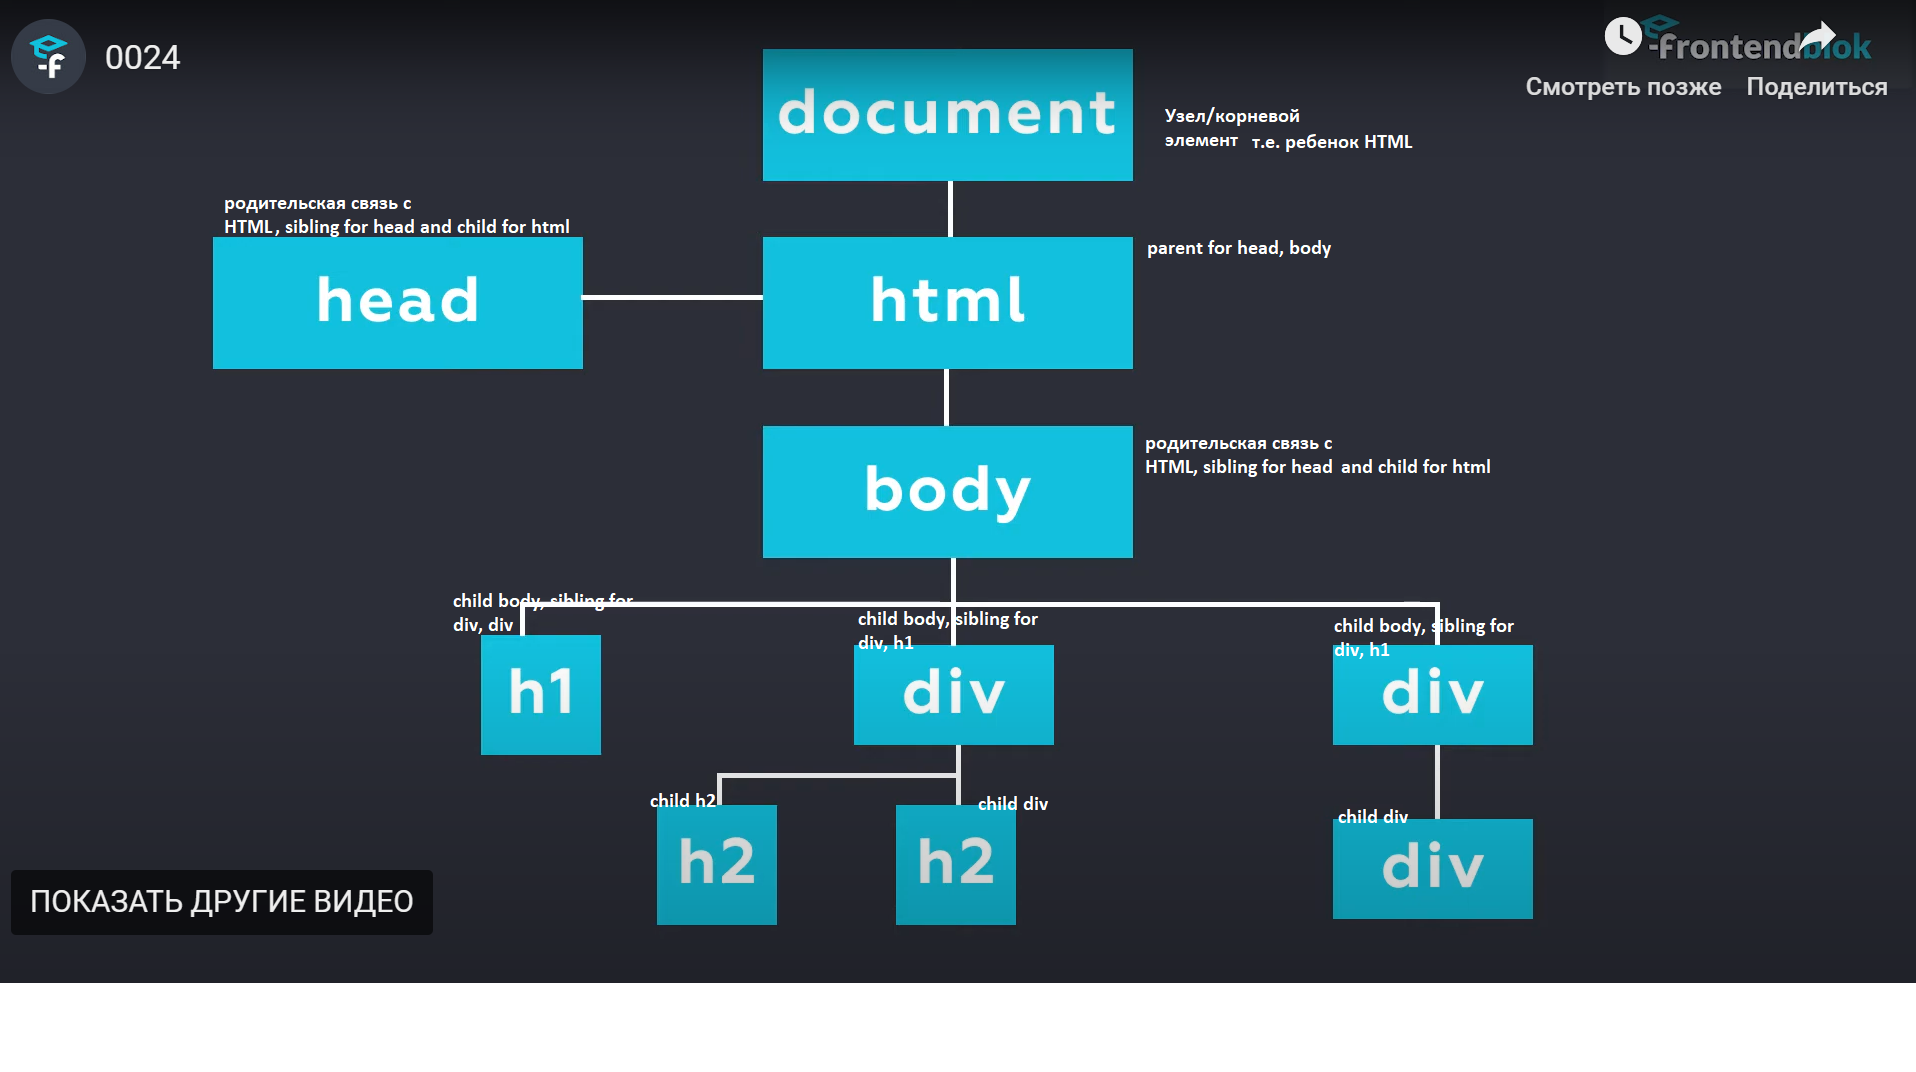 0024
Frontendblok
Смотреть позже Поделиться
document
Узел/корневой
элемент т.е. ребенок HTML
родительская связь с
HTML, sibling for head and child for html
head
html
parent for head, body
body
родительская связь с
HTML, sibling for head and child for html
child body, sibling for
div, div
h1
child body, sibling for
div, h1
div
child body, sibling for
div, h1
div
child h2
h2
child div
h2
child div
div
ПОКАЗАТЬ ДРУГИЕ ВИДЕО